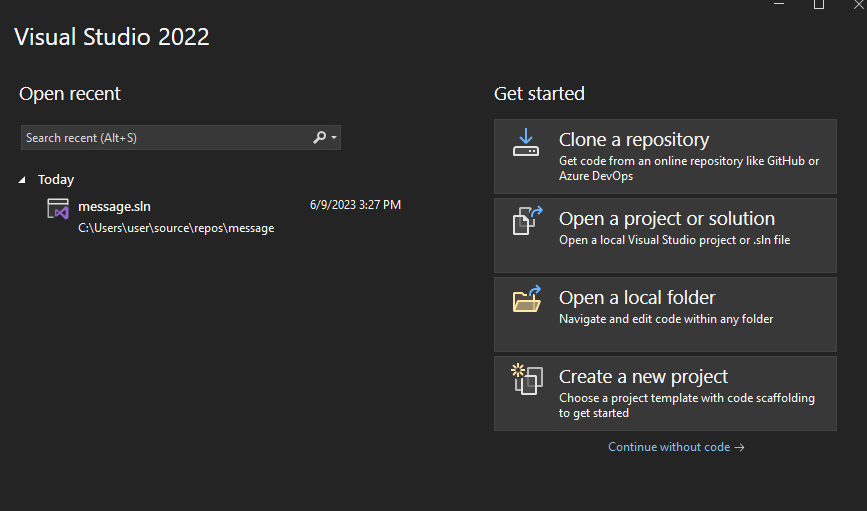 Visual Studio 2022
Open recent
Search recent (Alt+S)
Today
message.sln 6/9/2023 3:27 PM
C:\Users\user\source\repos\message
Get started
Clone a repository
Get code from an online repository like GitHub or
Azure DevOps
Open a project or solution
Open a local Visual Studio project or .sln file
Open a local folder
Navigate and edit code within any folder
Create a new project
Choose a project template with code scaffolding
to get started
Continue without code →